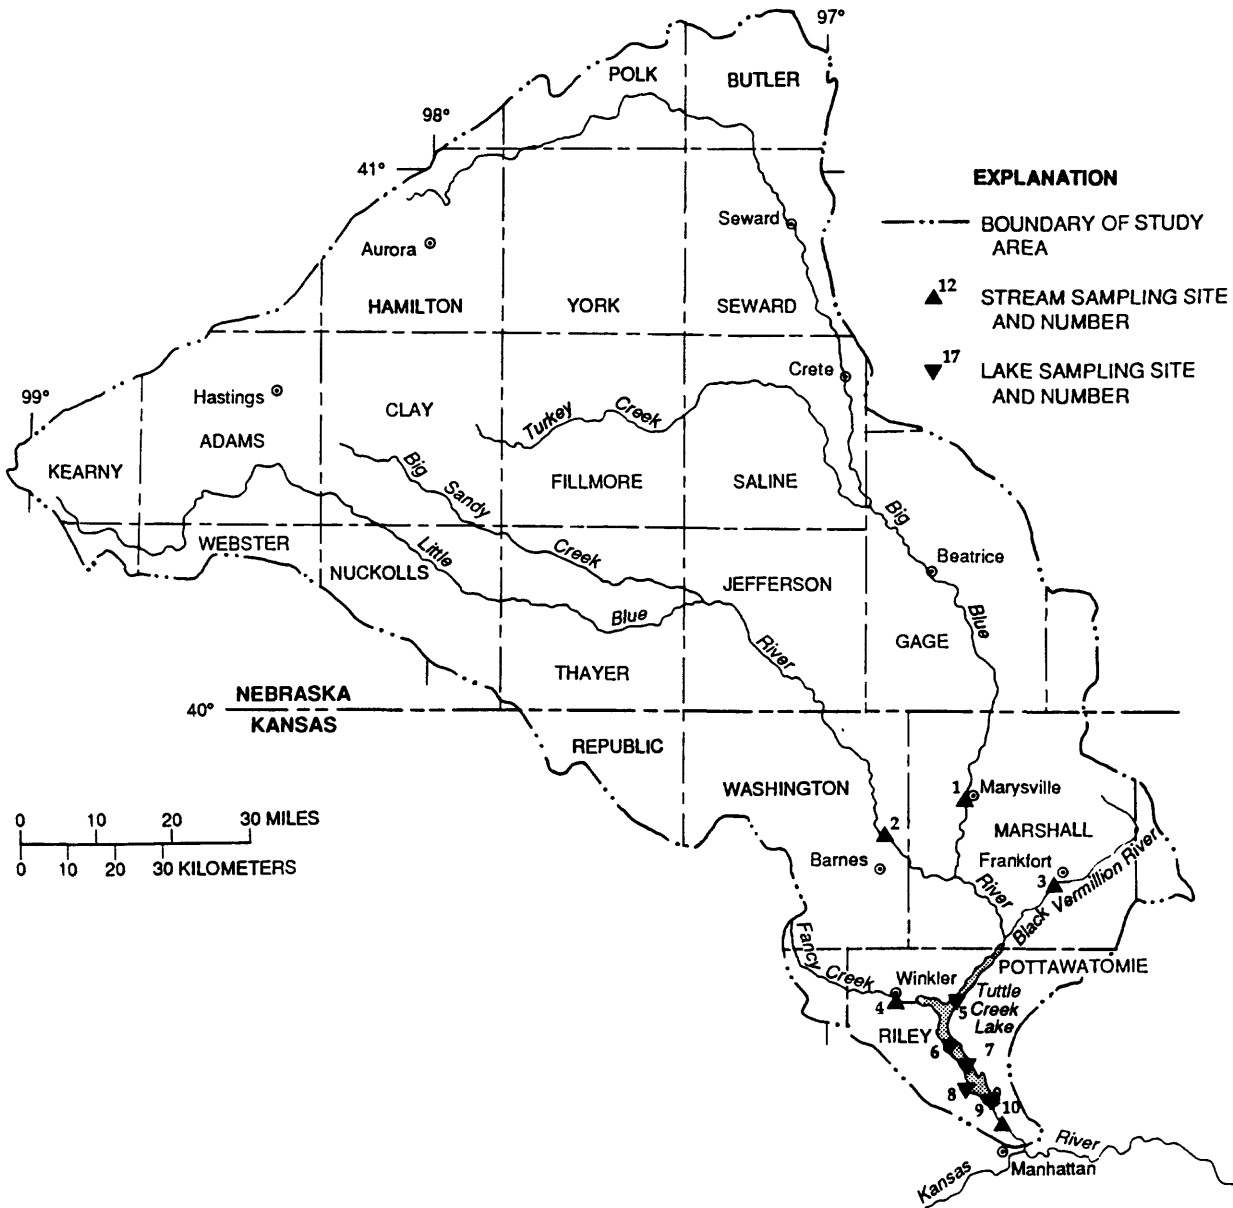 97°
POLK
BUTLER
98°
41°
EXPLANATION
Seward
BOUNDARY OF STUDY
AREA
Aurora
12
STREAM SAMPLING SITE
AND NUMBER
HAMILTON
YORK
SEWARD
17
LAKE SAMPLING SITE
AND NUMBER
Crete
99°
Hastings
CLAY
Turkey Creek
ADAMS
KEARNY
Big Sandy Creek
FILLMORE
SALINE
Big Blue River
WEBSTER
Little Blue River
NUCKOLLS
Beatrice
JEFFERSON
GAGE
THAYER
NEBRASKA
40°
KANSAS
REPUBLIC
WASHINGTON
1
Marysville
0 10 20 30 MILES
0 10 20 30 KILOMETERS
2
MARSHALL
Barnes
Frankfort
3
Black Vermillion River
Fancy Creek
POTTAWATOMIE
Winkler
4
5
Tuttle
Creek
Lake
RILEY
6
7
8
9
10
Kansas River
Manhattan